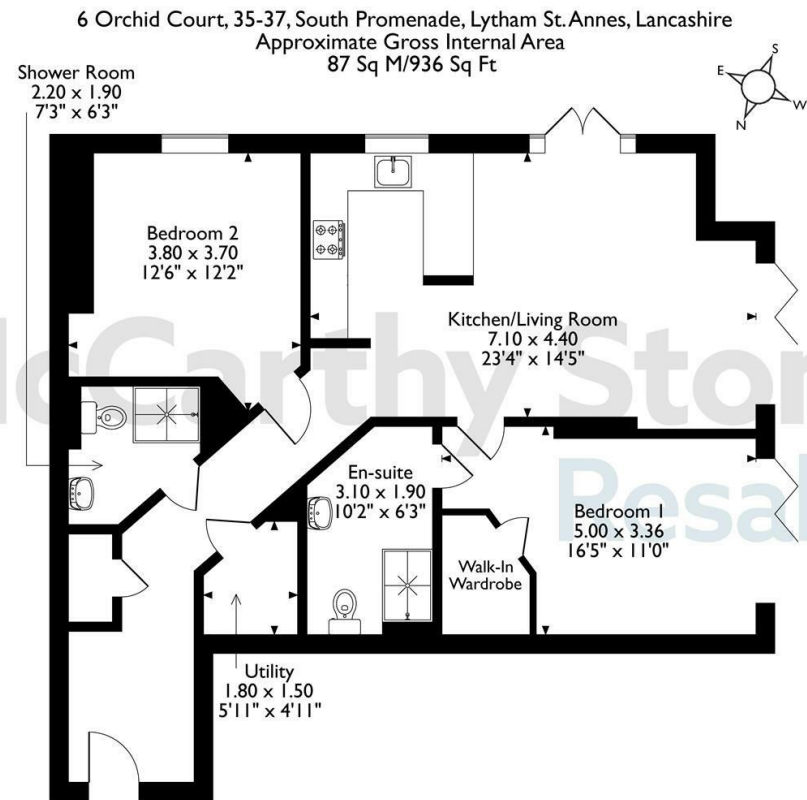 6 Orchid Court, 35-37, South Promenade, Lytham St. Annes, Lancashire
Approximate Gross Internal Area
87 Sq M/936 Sq Ft
Shower Room
2.20 x 1.90
7'3" x 6'3"
S
E
W
N
Bedroom 2
3.80 x 3.70
12'6" x 12'2"
Kitchen/Living Room
7.10 x 4.40
23'4" x 14'5"
cCarthy Ston
Resal
En-suite
3.10 x 1.90
10'2" x 6'3"
Bedroom 1
5.00 x 3.36
16'5" x 11'0"
Walk-In
Wardrobe
Utility
1.80 x 1.50
5'11" x 4'11"